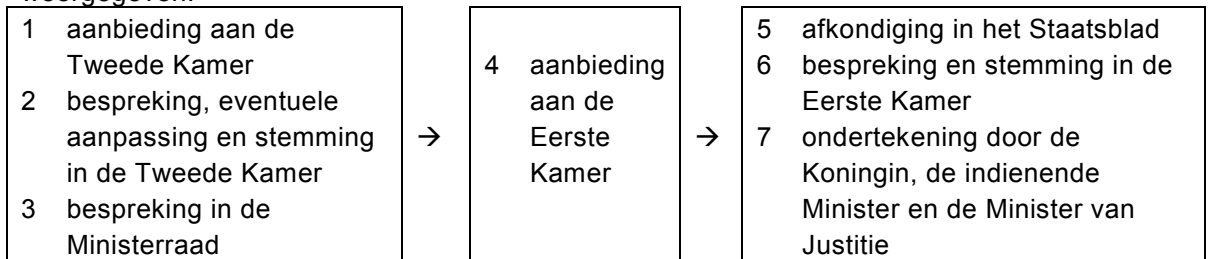 1 aanbieding aan de
Tweede Kamer
2 bespreking, eventuele
aanpassing en stemming
in de Tweede Kamer
3 bespreking in de
Ministerraad
→
4 aanbieding
aan de
Eerste
Kamer
→
5 afkondiging in het Staatsblad
6 bespreking en stemming in de
Eerste Kamer
7 ondertekening door de
Koningin, de indienende
Minister en de Minister van
Justitie